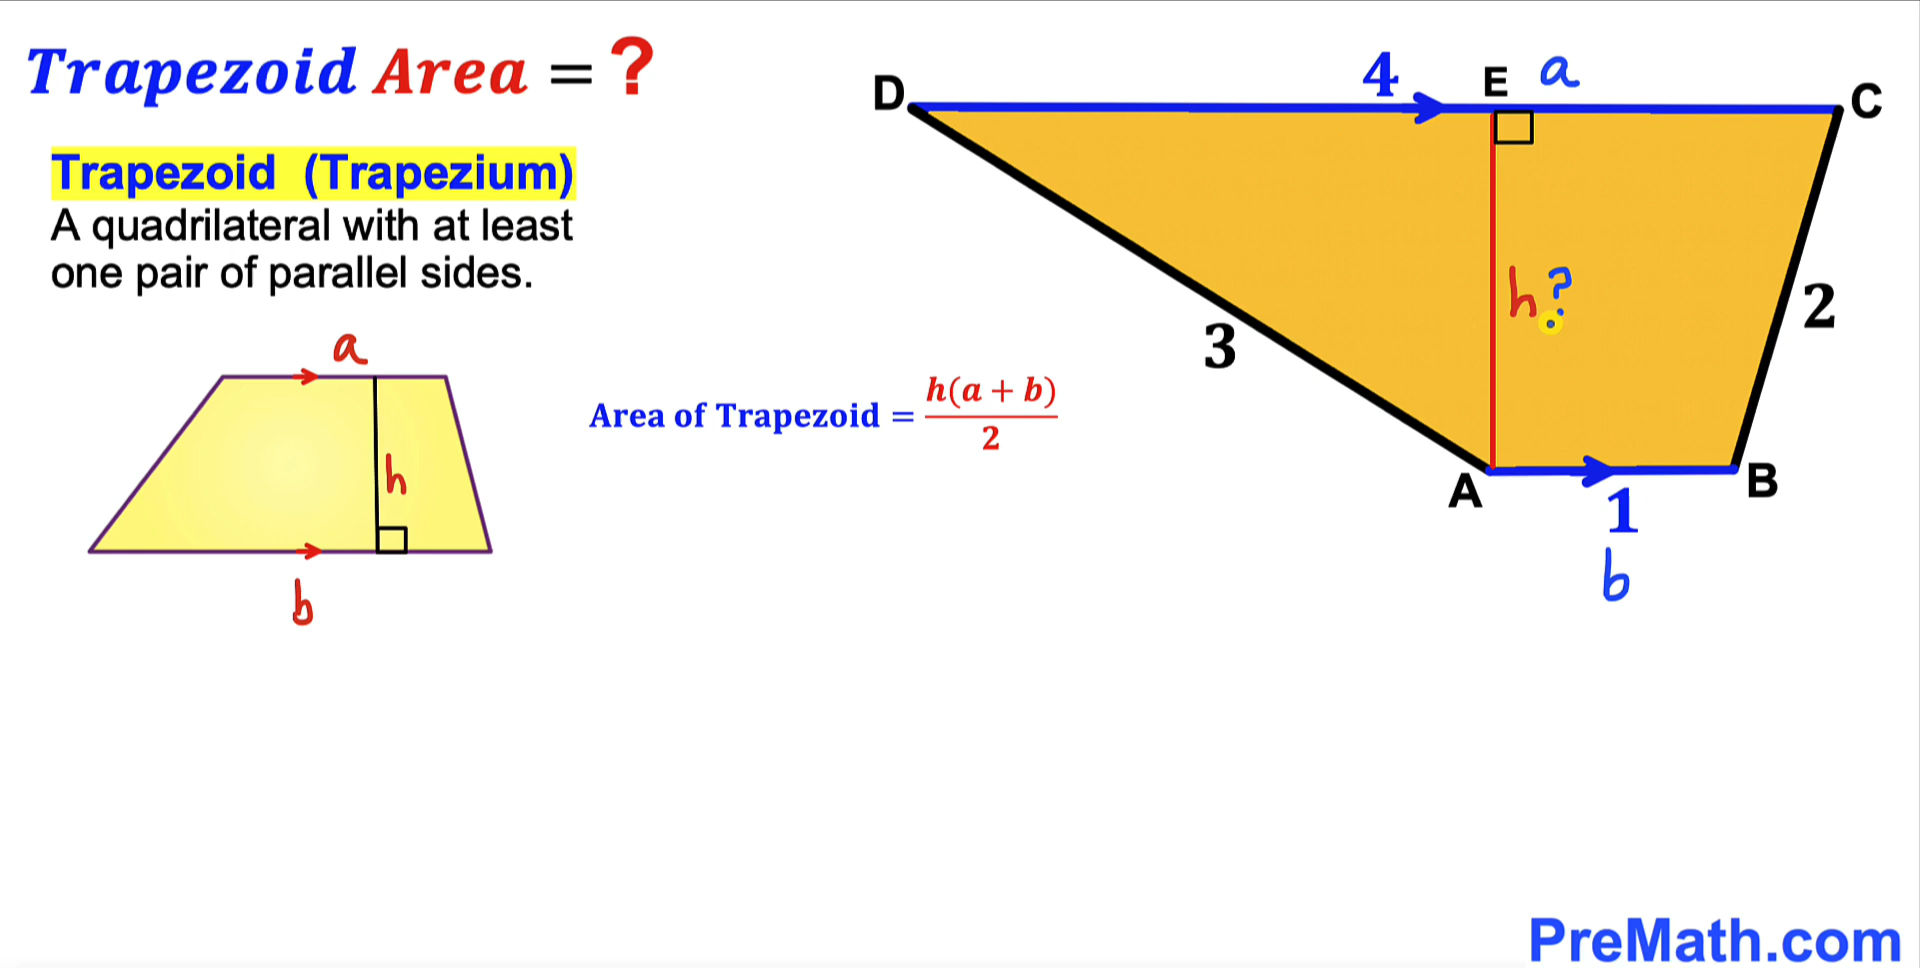 Trapezoid Area = ?
Trapezoid (Trapezium)
A quadrilateral with at least
one pair of parallel sides.
a
h
b
Area of Trapezoid = h(a + b)
2
D
4
E
a
C
h?
3
2
A
B
1
b
PreMath.com